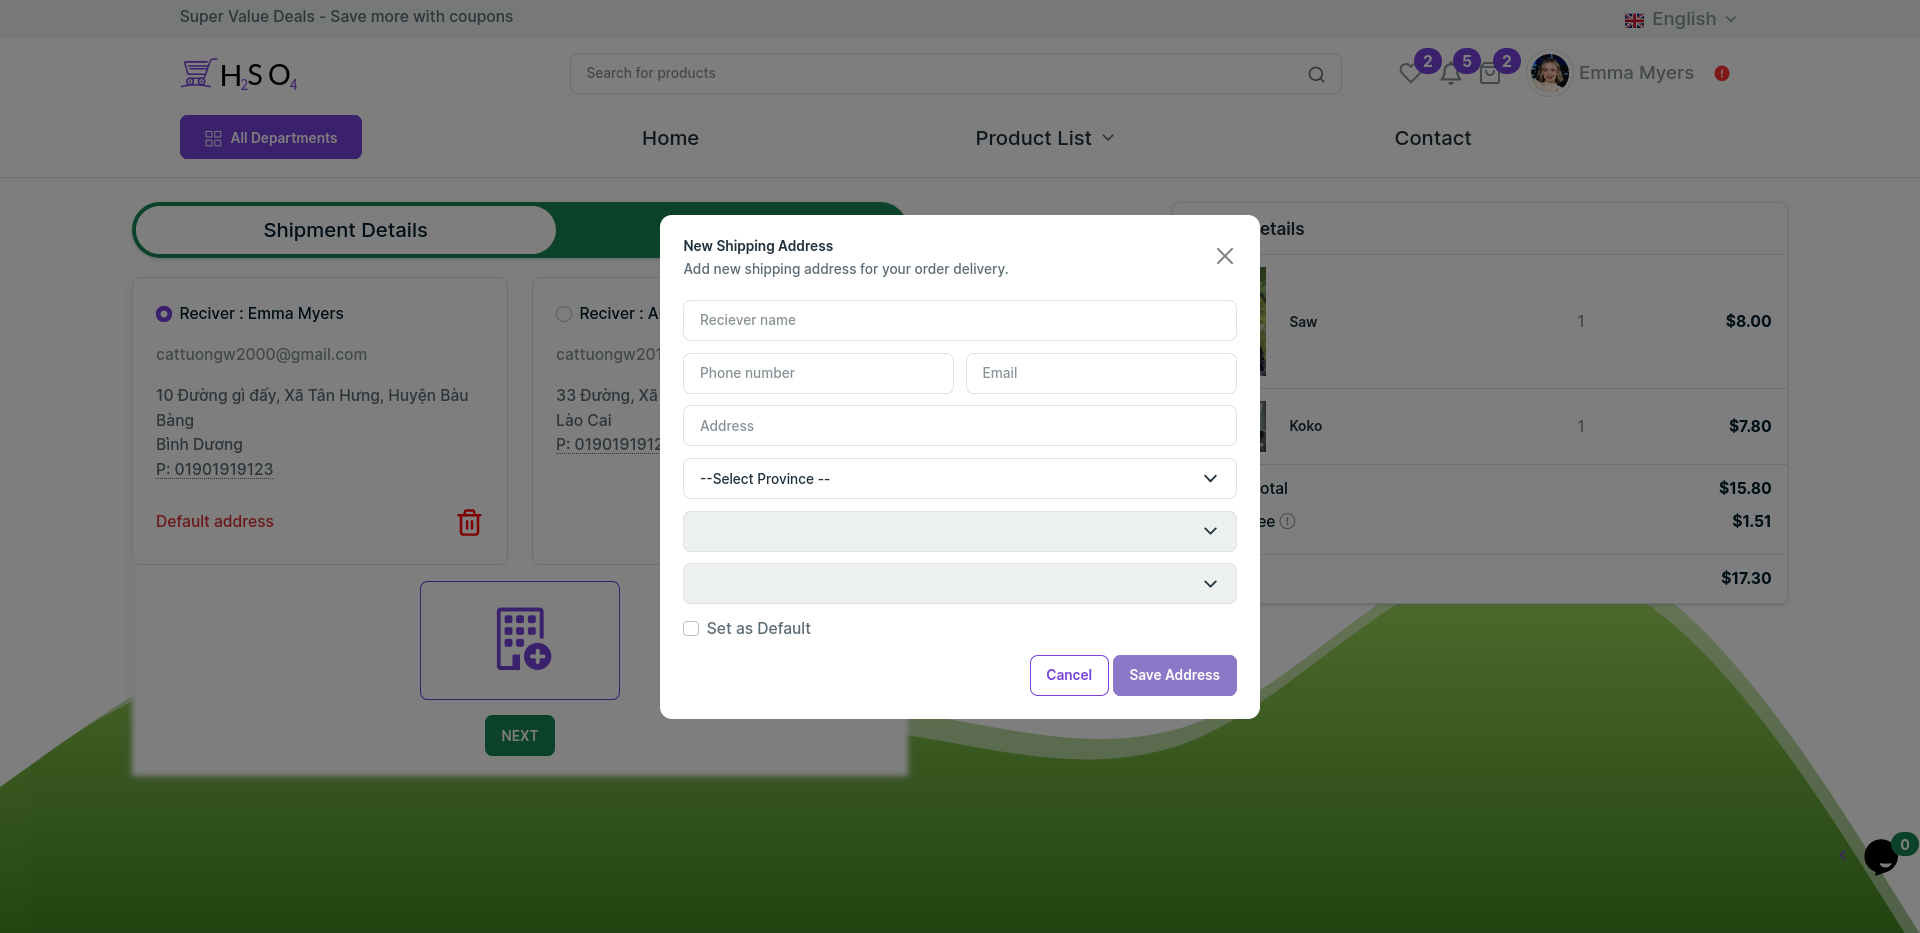 Super Value Deals - Save more with coupons
English
H2SO4
Search for products
2
5
2
Emma Myers
All Departments
Home
Product List
Contact
Shipment Details
Reciver : Emma Myers
cattuongw2000@gmail.com
10 Đường gì đấy, Xã Tân Hưng, Huyện Bàu
Bàng
Bình Dương
P: 01901919123
Default address
Reciver : A
cattuongw201
33 Đường, Xã
Lào Cai
P: 0190191912
NEXT
New Shipping Address
Add new shipping address for your order delivery.
Reciever name
Phone number
Email
Address
--Select Province --
Set as Default
Cancel
Save Address
etails
Saw
1
$8.00
Koko
1
$7.80
otal
$15.80
ee
$1.51
$17.30
0